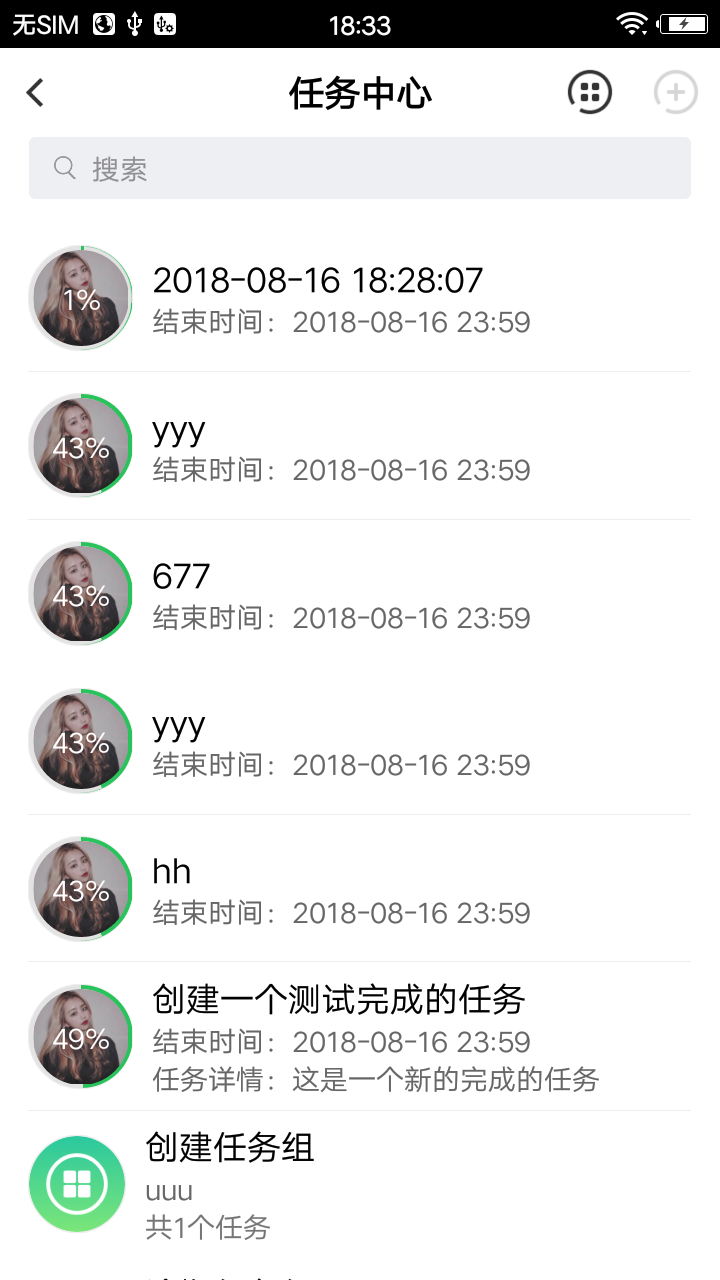 无SIM 18:33
任务中心
搜索
1%
2018-08-16 18:28:07
结束时间：2018-08-16 23:59
43%
yyy
结束时间：2018-08-16 23:59
43%
677
结束时间：2018-08-16 23:59
43%
yyy
结束时间：2018-08-16 23:59
43%
hh
结束时间：2018-08-16 23:59
49%
创建一个测试完成的任务
结束时间：2018-08-16 23:59
任务详情：这是一个新的完成的任务
创建任务组
uuu
共1个任务